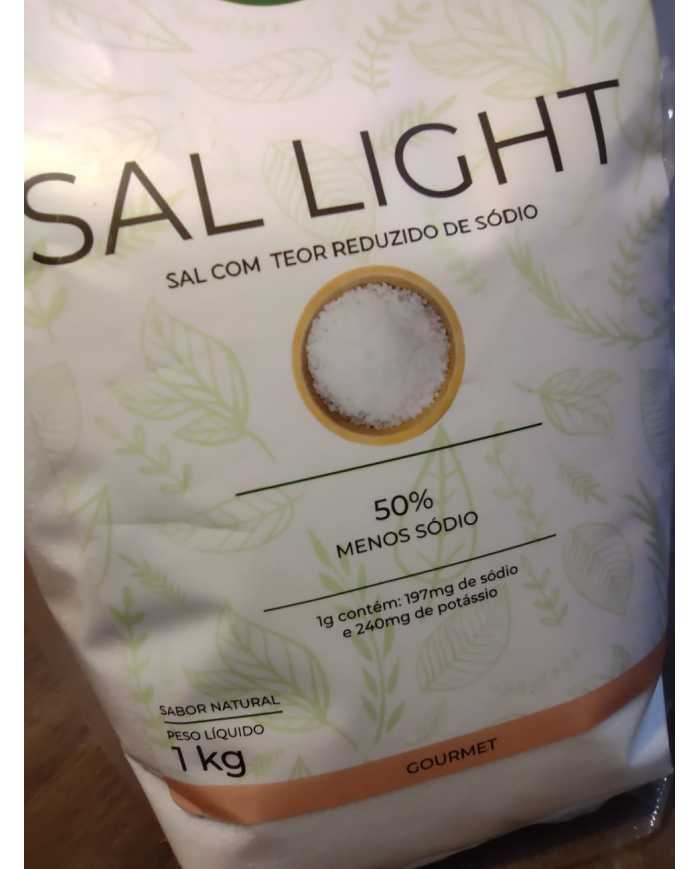 SAL LIGHT
SAL COM TEOR REDUZIDO DE SÓDIO
50%
MENOS SÓDIO
1g contém: 197mg de sódio
e 240mg de potássio
SABOR NATURAL
PESO LÍQUIDO
1 kg
GOURMET